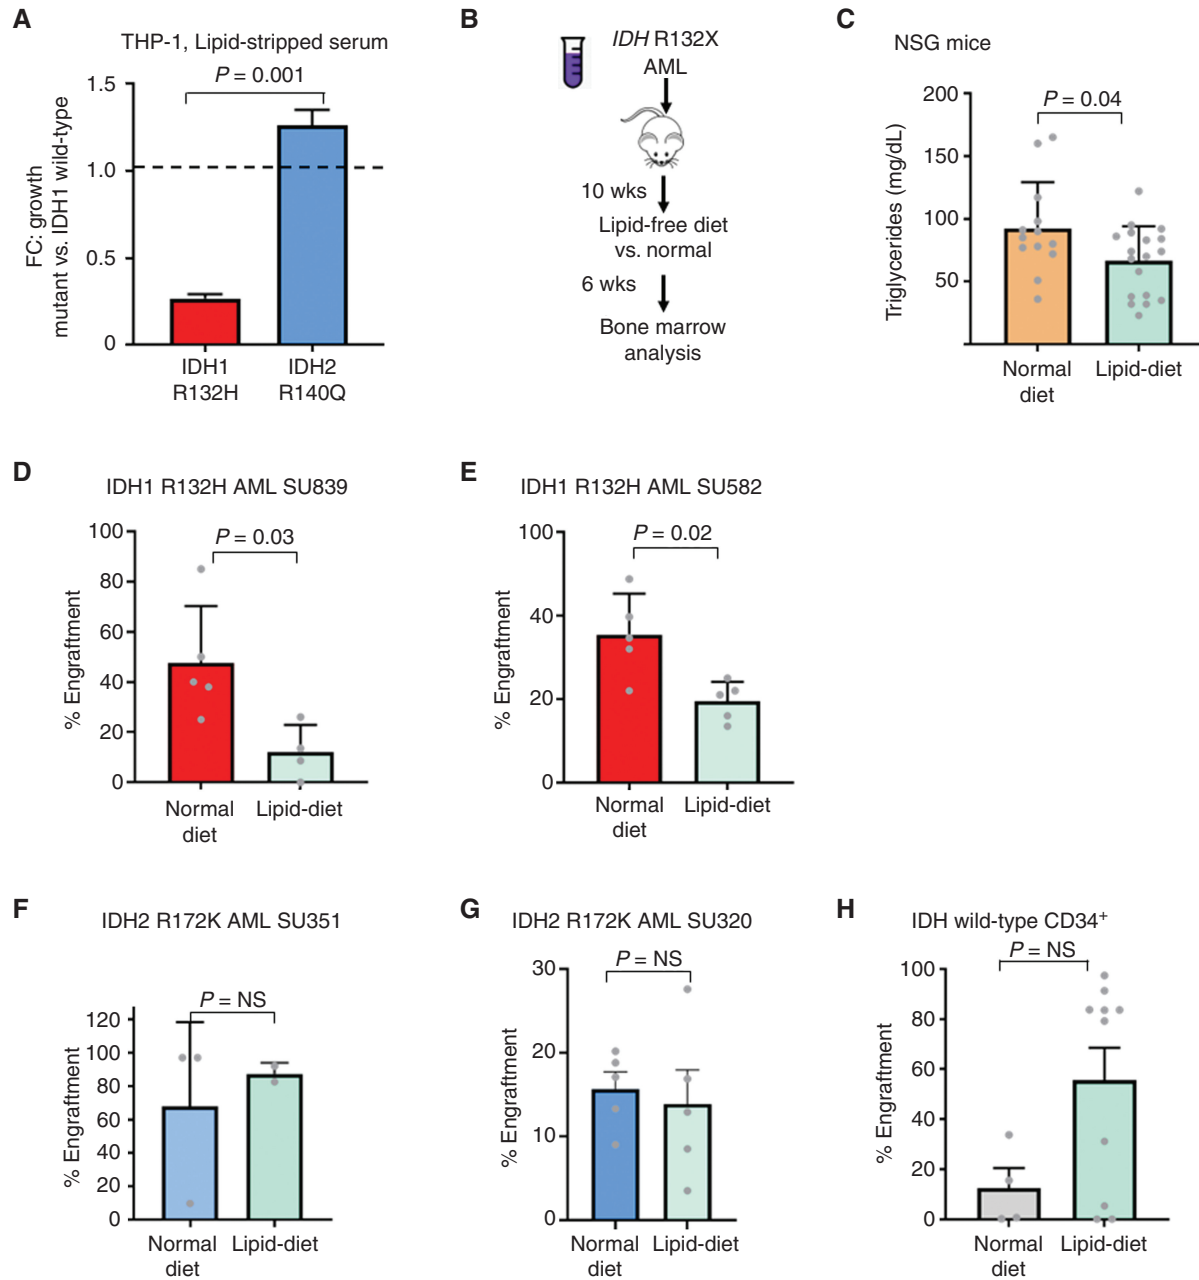 A
THP-1, Lipid-stripped serum
P = 0.001
FC: growth
mutant vs. IDH1 wild-type
1.5
1.0
0.5
0
IDH1
R132H
IDH2
R140Q
B
IDH R132X
AML
10 wks
Lipid-free diet
vs. normal
6 wks
Bone marrow
analysis
C
NSG mice
P = 0.04
Triglycerides (mg/dL)
200
150
100
50
Normal
diet
Lipid-diet
D
IDH1 R132H AML SU839
P = 0.03
% Engraftment
100
80
60
40
20
0
Normal
diet
Lipid-diet
E
IDH1 R132H AML SU582
P = 0.02
% Engraftment
100
40
20
0
Normal
diet
Lipid-diet
F
IDH2 R172K AML SU351
P = NS
% Engraftment
120
100
80
60
40
20
0
Normal
diet
Lipid-diet
G
IDH2 R172K AML SU320
P = NS
% Engraftment
30
20
10
0
Normal
diet
Lipid-diet
H
IDH wild-type CD34⁺
P = NS
% Engraftment
100
80
60
40
20
0
Normal
diet
Lipid-diet